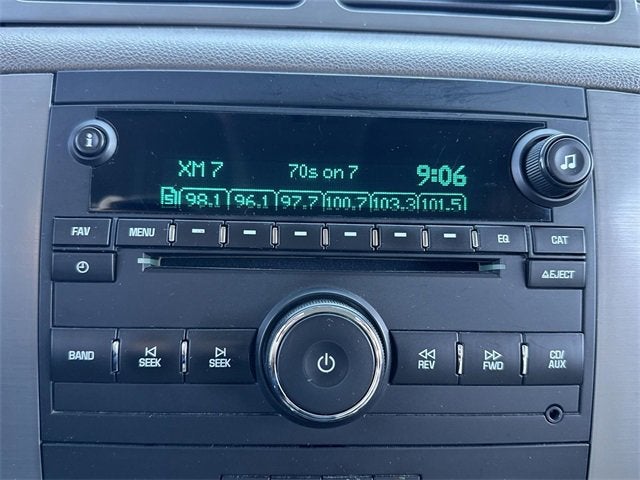 XM 7 70s on 7 9:06
98.1 96.1 97.7 100.7 103.3 101.5
FAV MENU EQ CAT
EJECT
BAND SEEK SEEK REV FWD CD/
AUX